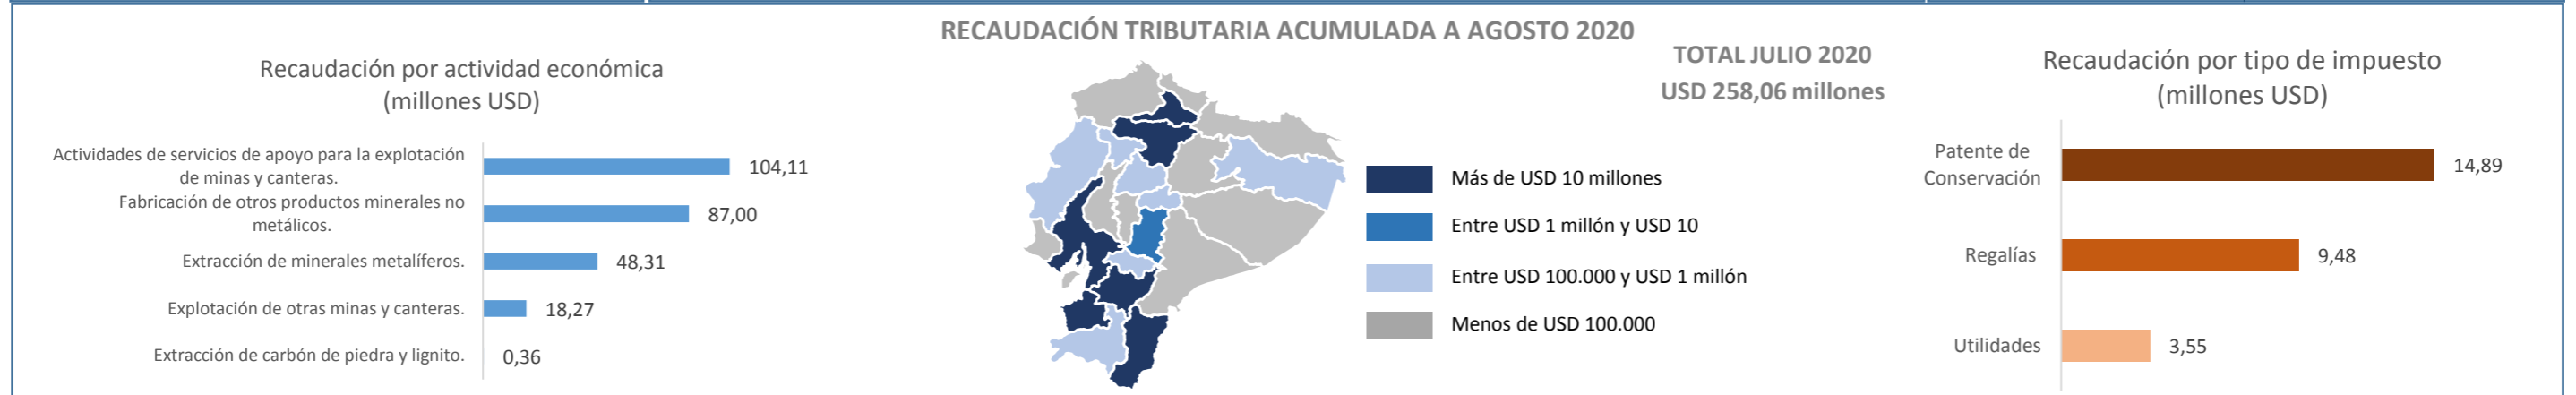 RECAUDACIÓN TRIBUTARIA ACUMULADA A AGOSTO 2020
Recaudación por actividad económica
(millones USD)
Actividades de servicios de apoyo para la explotación
de minas y canteras.
104,11
Fabricación de otros productos minerales no
metálicos.
87,00
Extracción de minerales metalíferos.
48,31
Explotación de otras minas y canteras.
18,27
Extracción de carbón de piedra y lignito.
0,36
TOTAL JULIO 2020
USD 258,06 millones
Más de USD 10 millones
Entre USD 1 millón y USD 10
Entre USD 100.000 y USD 1 millón
Menos de USD 100.000
Recaudación por tipo de impuesto
(millones USD)
Patente de
Conservación
14,89
Regalías
9,48
Utilidades
3,55